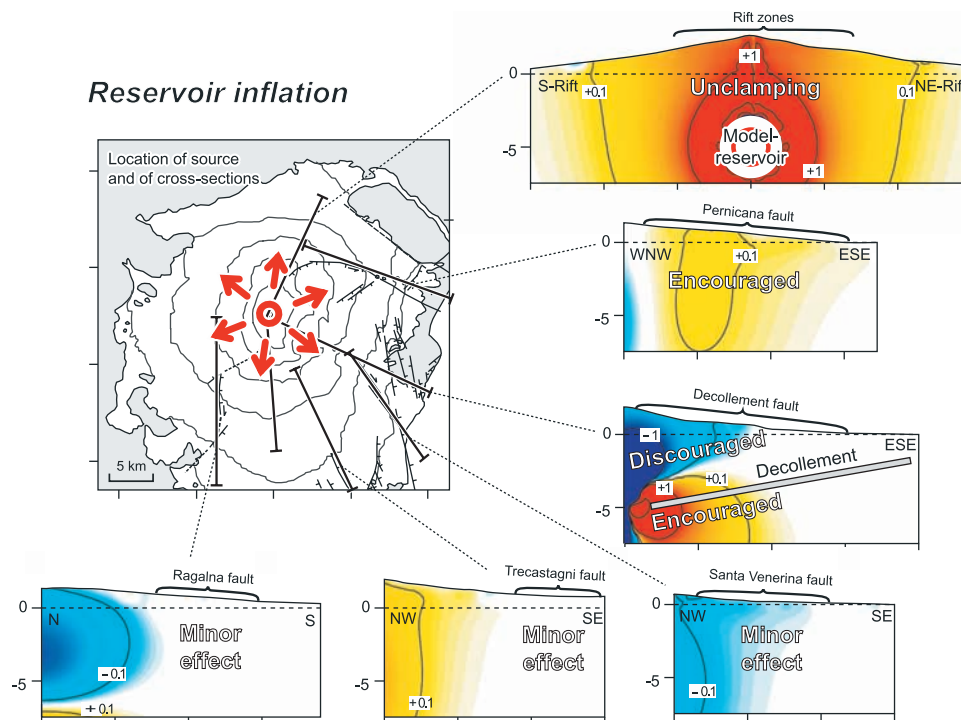 Reservoir inflation
Location of source
and of cross-sections
5 km
Rift zones
0
-5
S-Rift
+0.1
+1
Unclamping
0.1
NE-Rif
Model-
reservoir
+1
Pernicana fault
0
-5
WNW
+0.1
ESE
Encouraged
Decollement fault
0
-5
-1
Discouraged
ESE
Decollement
+0.1
+1
Encouraged
Ragalna fault
0
-5
N
S
Minor
effect
-0.1
+0.1
Trecastagni fault
0
-5
NW
SE
Minor
effect
+0.1
Santa Venerina fault
0
-5
NW
SE
Minor
effect
-0.1